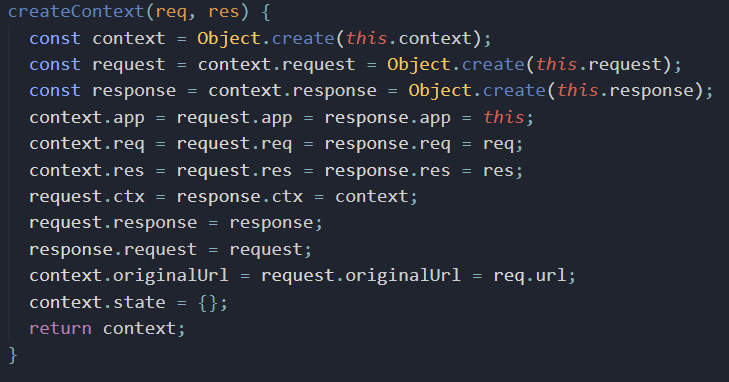 createContext(req, res) {
const context = Object.create(this.context);
const request = context.request = Object.create(this.request);
const response = context.response = Object.create(this.response);
context.app = request.app = response.app = this;
context.req = request.req = response.req = req;
context.res = request.res = response.res = res;
request.ctx = response.ctx = context;
request.response = response;
response.request = request;
context.originalUrl = request.originalUrl = req.url;
context.state = {};
return context;
}